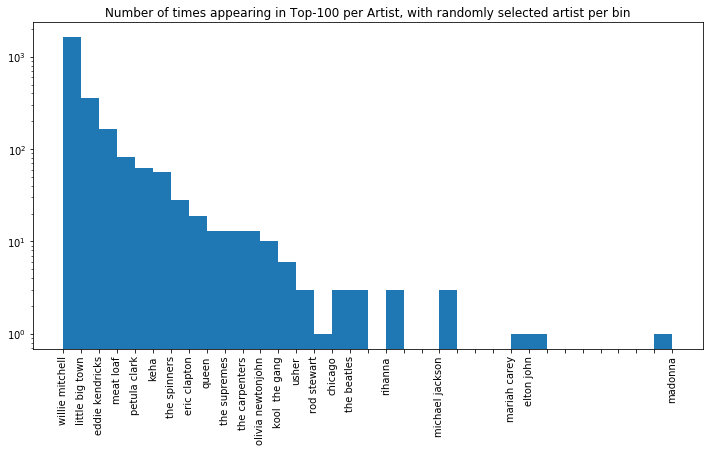 Number of times appearing in Top-100 per Artist, with randomly selected artist per bin
10³
10²
10¹
10⁰
willie mitchell
little big town
eddie kendricks
meat loaf
petula clark
keha
the spinners
eric clapton
queen
the supremes
the carpenters
olivia newtonjohn
kool  the gang
usher
rod stewart
chicago
the beatles
rihanna
michael jackson
mariah carey
elton john
madonna